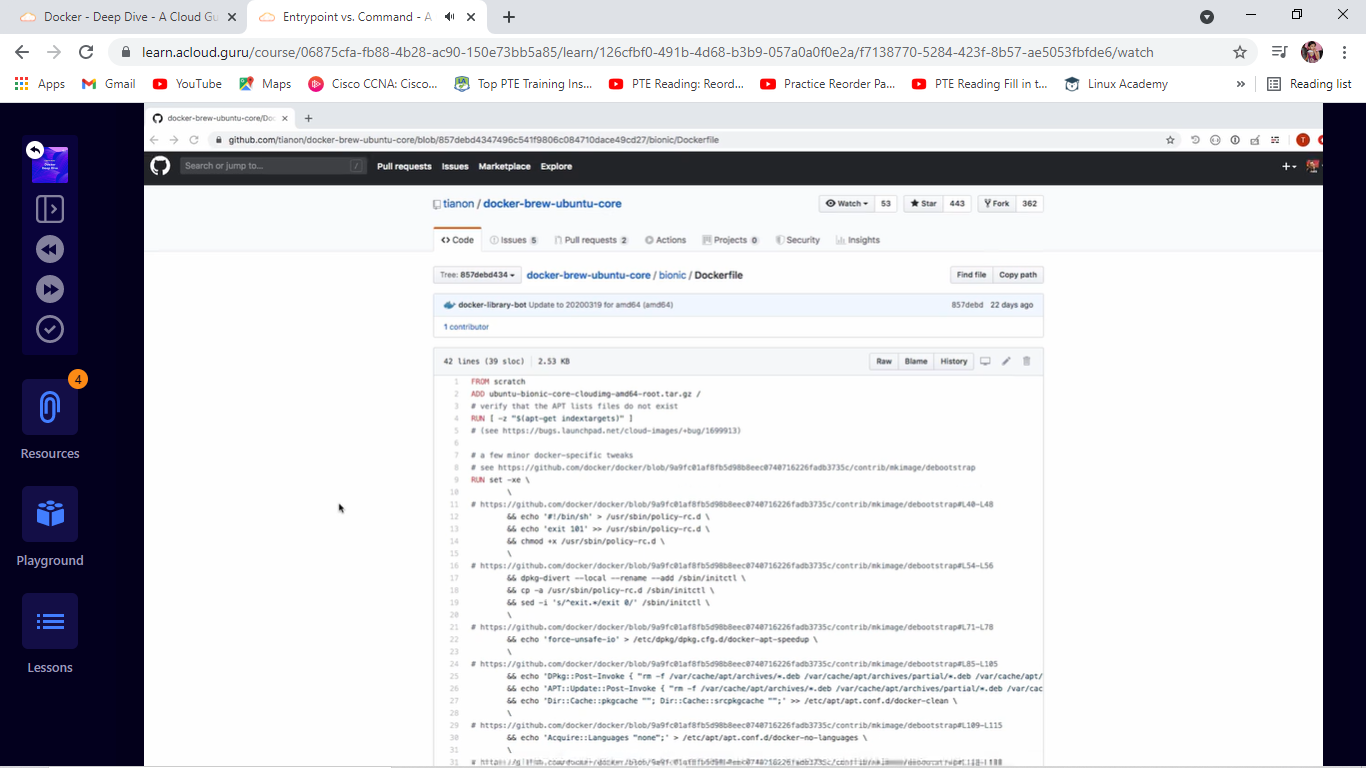 Docker - Deep Dive - A Cloud Gu
Entrypoint vs. Command - A
learn.acloud.guru/course/06875cfa-fb88-4b28-ac90-150e73bb5a85/learn/126cfbf0-491b-4d68-b3b9-057a0a0f0e2a/f7138770-5284-423f-8b57-ae5053fbfde6/watch
Apps Gmail YouTube Maps Cisco CCNA: Cisco... Top PTE Training Ins... PTE Reading: Reord... Practice Reorder Pa... PTE Reading Fill in t... Linux Academy » Reading list
docker-brew-ubuntu-core/Doc
github.com/tianon/docker-brew-ubuntu-core/blob/857debd4347496c541f9806c084710dace49cd27/bionic/Dockerfile
T
Search or jump to... / Pull requests Issues Marketplace Explore
tianon / docker-brew-ubuntu-core Watch 53 Star 443 Fork 362
Code Issues 5 Pull requests 2 Actions Projects 0 Security Insights
Tree: 857debd434 docker-brew-ubuntu-core / bionic / Dockerfile Find file Copy path
docker-library-bot Update to 20200319 for amd64 (amd64) 857debd 22 days ago
1 contributor
42 lines (39 sloc) 2.53 KB Raw Blame History
1 FROM scratch
2 ADD ubuntu-bionic-core-cloudimg-amd64-root.tar.gz /
3 # verify that the APT lists files do not exist
4 RUN [ -z "$(apt-get indextargets)" ]
5 # (see https://bugs.launchpad.net/cloud-images/+bug/1699913)
6
7 # a few minor docker-specific tweaks
8 # see https://github.com/docker/docker/blob/9a9fc01af8fb5d98b8eec0740716226fadb3735c/contrib/mkimage/debootstrap
9 RUN set -xe \
10 \
11 # https://github.com/docker/docker/blob/9a9fc01af8fb5d98b8eec0740716226fadb3735c/contrib/mkimage/debootstrap#L40-L48
12 && echo '#!/bin/sh' > /usr/sbin/policy-rc.d \
13 && echo 'exit 101' >> /usr/sbin/policy-rc.d \
14 && chmod +x /usr/sbin/policy-rc.d \
15 \
16 # https://github.com/docker/docker/blob/9a9fc01af8fb5d98b8eec0740716226fadb3735c/contrib/mkimage/debootstrap#L54-L56
17 && dpkg-divert --local --rename --add /sbin/initctl \
18 && cp -a /usr/sbin/policy-rc.d /sbin/initctl \
19 && sed -i 's/^exit.*/exit 0/' /sbin/initctl \
20 \
21 # https://github.com/docker/docker/blob/9a9fc01af8fb5d98b8eec0740716226fadb3735c/contrib/mkimage/debootstrap#L71-L78
22 && echo 'force-unsafe-io' > /etc/dpkg/dpkg.cfg.d/docker-apt-speedup \
23 \
24 # https://github.com/docker/docker/blob/9a9fc01af8fb5d98b8eec0740716226fadb3735c/contrib/mkimage/debootstrap#L85-L105
25 && echo 'DPkg::Post-Invoke { "rm -f /var/cache/apt/archives/*.deb /var/cache/apt/archives/partial/*.deb /var/cache/apt/
26 && echo 'APT::Update::Post-Invoke { "rm -f /var/cache/apt/archives/*.deb /var/cache/apt/archives/partial/*.deb /var/cac
27 && echo 'Dir::Cache::pkgcache ""; Dir::Cache::srcpkgcache "";' >> /etc/apt/apt.conf.d/docker-clean \
28 \
29 # https://github.com/docker/docker/blob/9a9fc01af8fb5d98b8eec0740716226fadb3735c/contrib/mkimage/debootstrap#L109-L115
30 && echo 'Acquire::Languages "none";' > /etc/apt/apt.conf.d/docker-no-languages \
31 \
4
Resources
Playground
Lessons